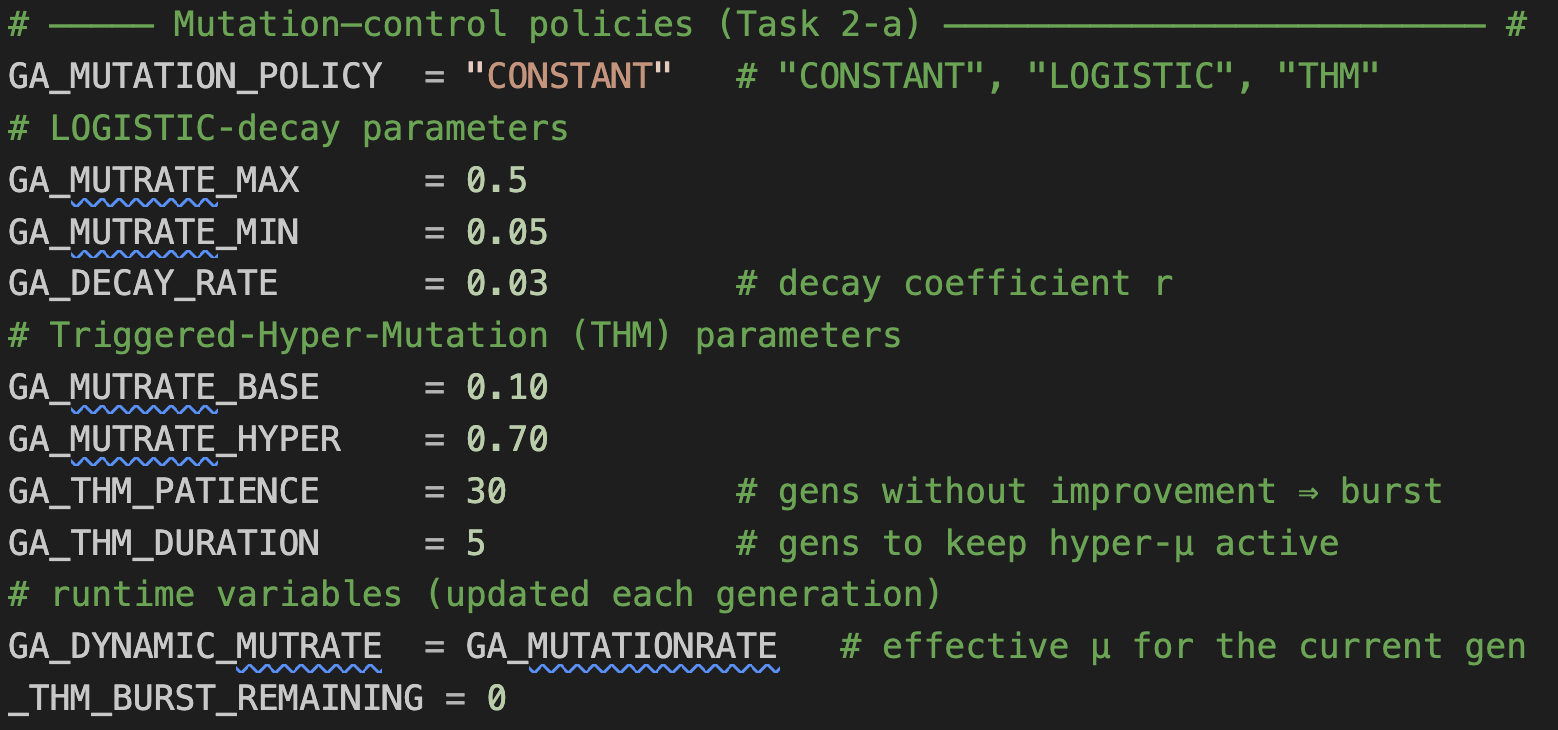 # ───── Mutation–control policies (Task 2-a) ────────────────────────── #
GA_MUTATION_POLICY  = "CONSTANT"   # "CONSTANT", "LOGISTIC", "THM"
# LOGISTIC-decay parameters
GA_MUTRATE_MAX      = 0.5
GA_MUTRATE_MIN      = 0.05
GA_DECAY_RATE       = 0.03         # decay coefficient r
# Triggered-Hyper-Mutation (THM) parameters
GA_MUTRATE_BASE     = 0.10
GA_MUTRATE_HYPER    = 0.70
GA_THM_PATIENCE     = 30           # gens without improvement ⇒ burst
GA_THM_DURATION     = 5            # gens to keep hyper-μ active
# runtime variables (updated each generation)
GA_DYNAMIC_MUTRATE  = GA_MUTATIONRATE   # effective μ for the current gen
_THM_BURST_REMAINING = 0